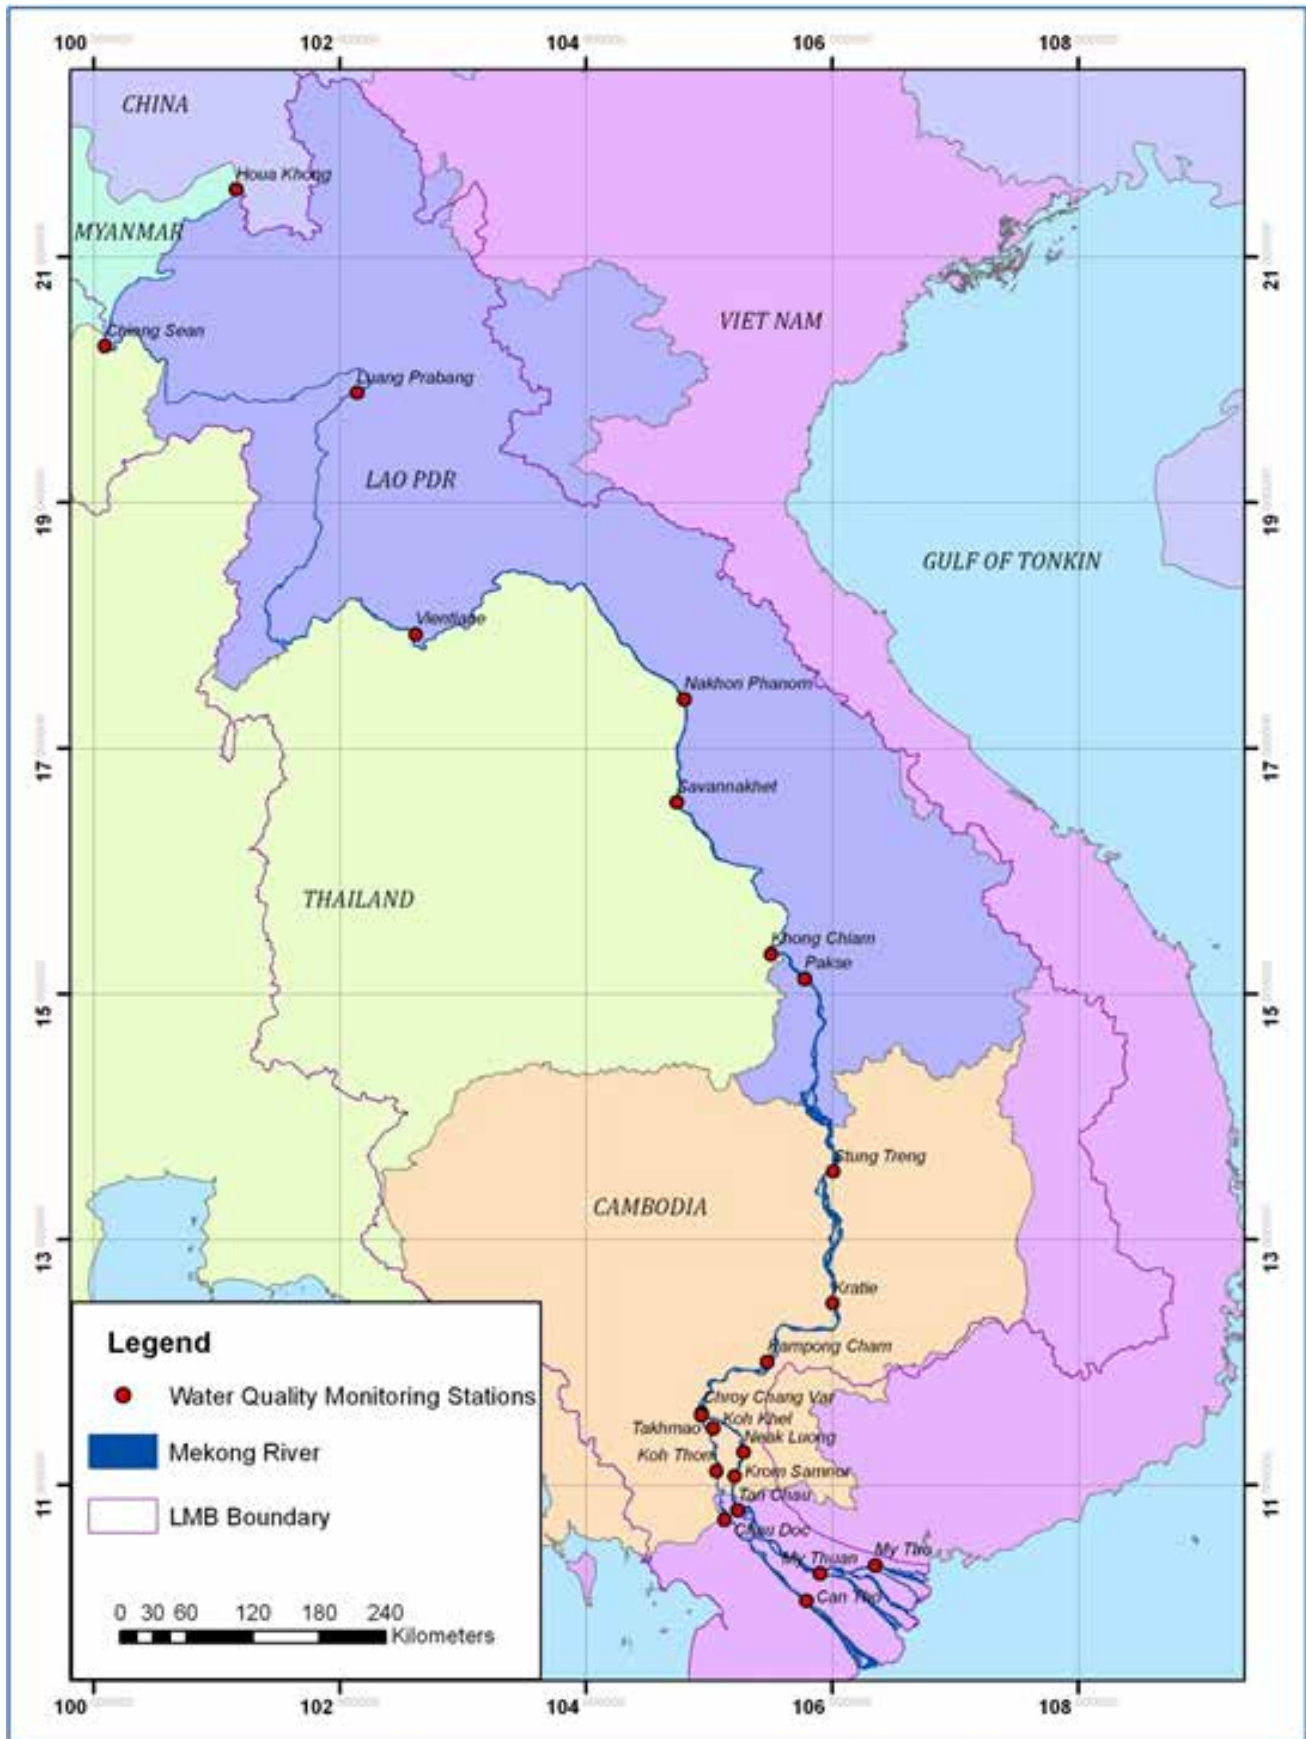 100 102 104 106 108
CHINA
Houa Khong
MYANMAR
21 21
VIET NAM
Chiang Sean
Luang Prabang
LAO PDR
19 19
GULF OF TONKIN
Vientiane
Nakhon Phanom
17 17
Savannakhet
THAILAND
Khong Chiam
Pakse
15 15
Stung Treng
CAMBODIA
13 13
Kratie
Kampong Cham
Chroy Chang Var
Koh Khel
Takhmao
Neak Luong
Koh Thom
Krom Samnor
11 11
Tan Chau
Chau Doc
My Thuan
My Tho
Can Tho
Legend
Water Quality Monitoring Stations
Mekong River
LMB Boundary
0 30 60 120 180 240
Kilometers
100 102 104 106 108